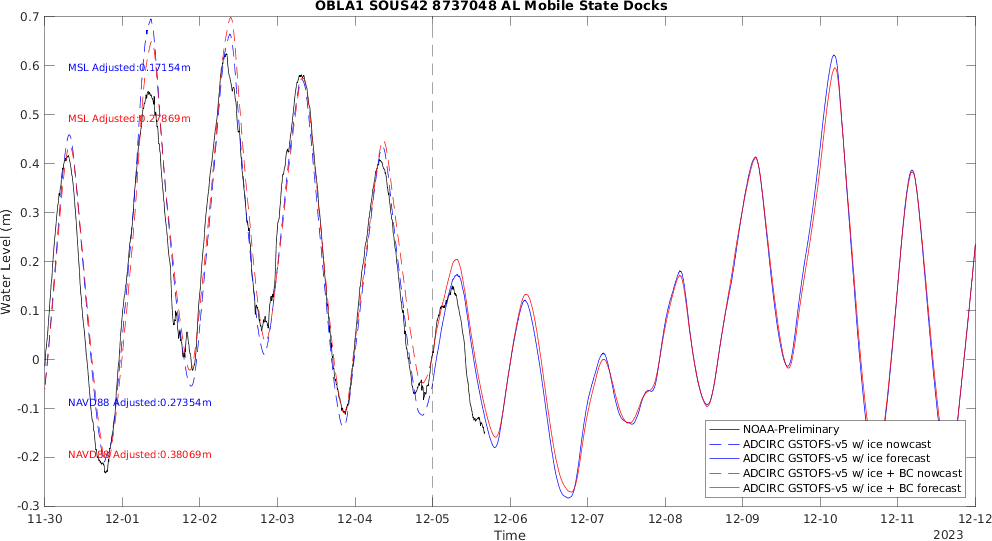 OBLA1 SOUS42 8737048 AL Mobile State Docks
Water Level (m)
0.7
0.6
0.5
0.4
0.3
0.2
0.1
0
-0.1
-0.2
-0.3
MSL Adjusted:0.17154m
MSL Adjusted:0.27869m
NAVD88 Adjusted:0.27354m
NAVD88 Adjusted:0.38069m
NOAA-Preliminary
ADCIRC GSTOFS-v5 w/ ice nowcast
ADCIRC GSTOFS-v5 w/ ice forecast
ADCIRC GSTOFS-v5 w/ ice + BC nowcast
ADCIRC GSTOFS-v5 w/ ice + BC forecast
11-30 12-01 12-02 12-03 12-04 12-05 12-06 12-07 12-08 12-09 12-10 12-11 12-12
Time
2023